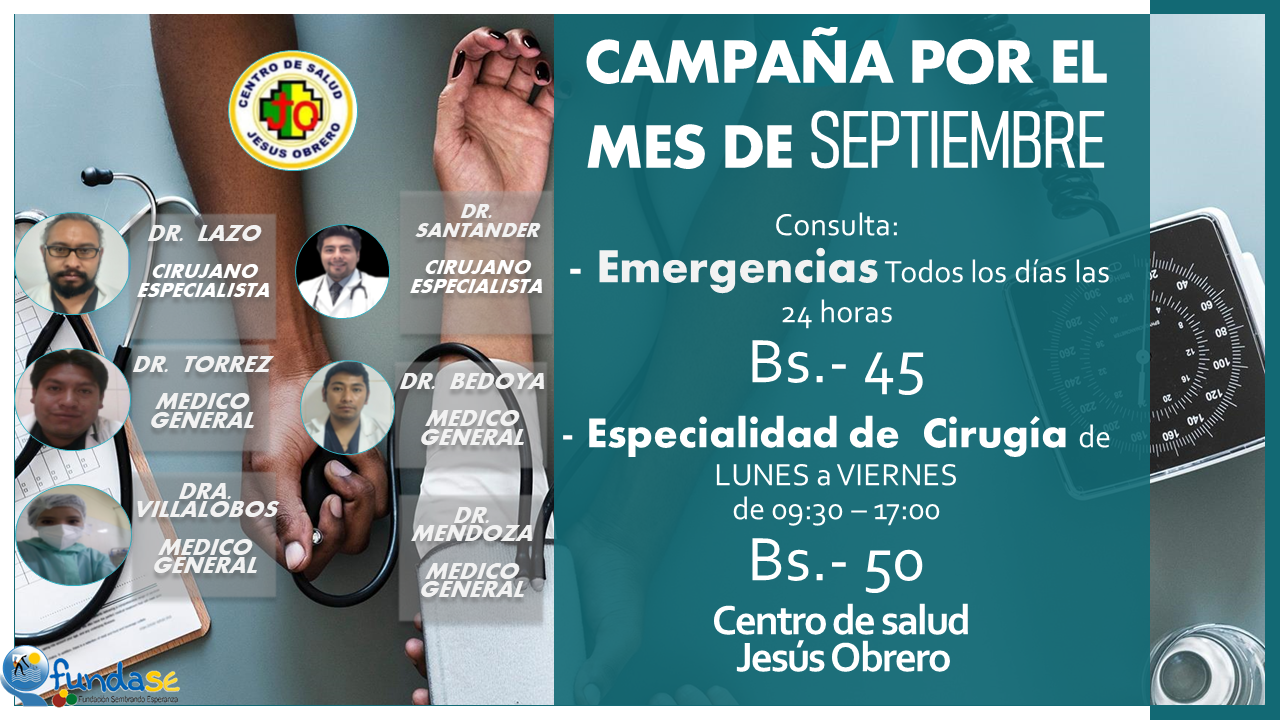 CENTRO DE SALUD
JO
JESUS OBRERO
DR. LAZO
CIRUJANO
ESPECIALISTA
DR.
SANTANDER
CIRUJANO
ESPECIALISTA
DR. TORREZ
MEDICO
GENERAL
DR. BEDOYA
MEDICO
GENERAL
DRA.
VILLALOBOS
MEDICO
GENERAL
DR.
MENDOZA
MEDICO
GENERAL
fundaSE
Fundación Sembrando Esperanza
CAMPAÑA POR EL
MES DE SEPTIEMBRE
Consulta:
- Emergencias Todos los días las
24 horas
Bs.- 45
- Especialidad de Cirugía de
LUNES a VIERNES
de 09:30 – 17:00
Bs.- 50
Centro de salud
Jesús Obrero